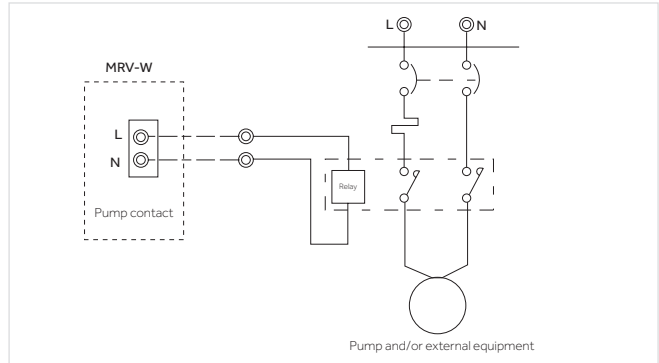 L N
MRV-W
L
N
Relay
Pump contact
Pump and/or external equipment